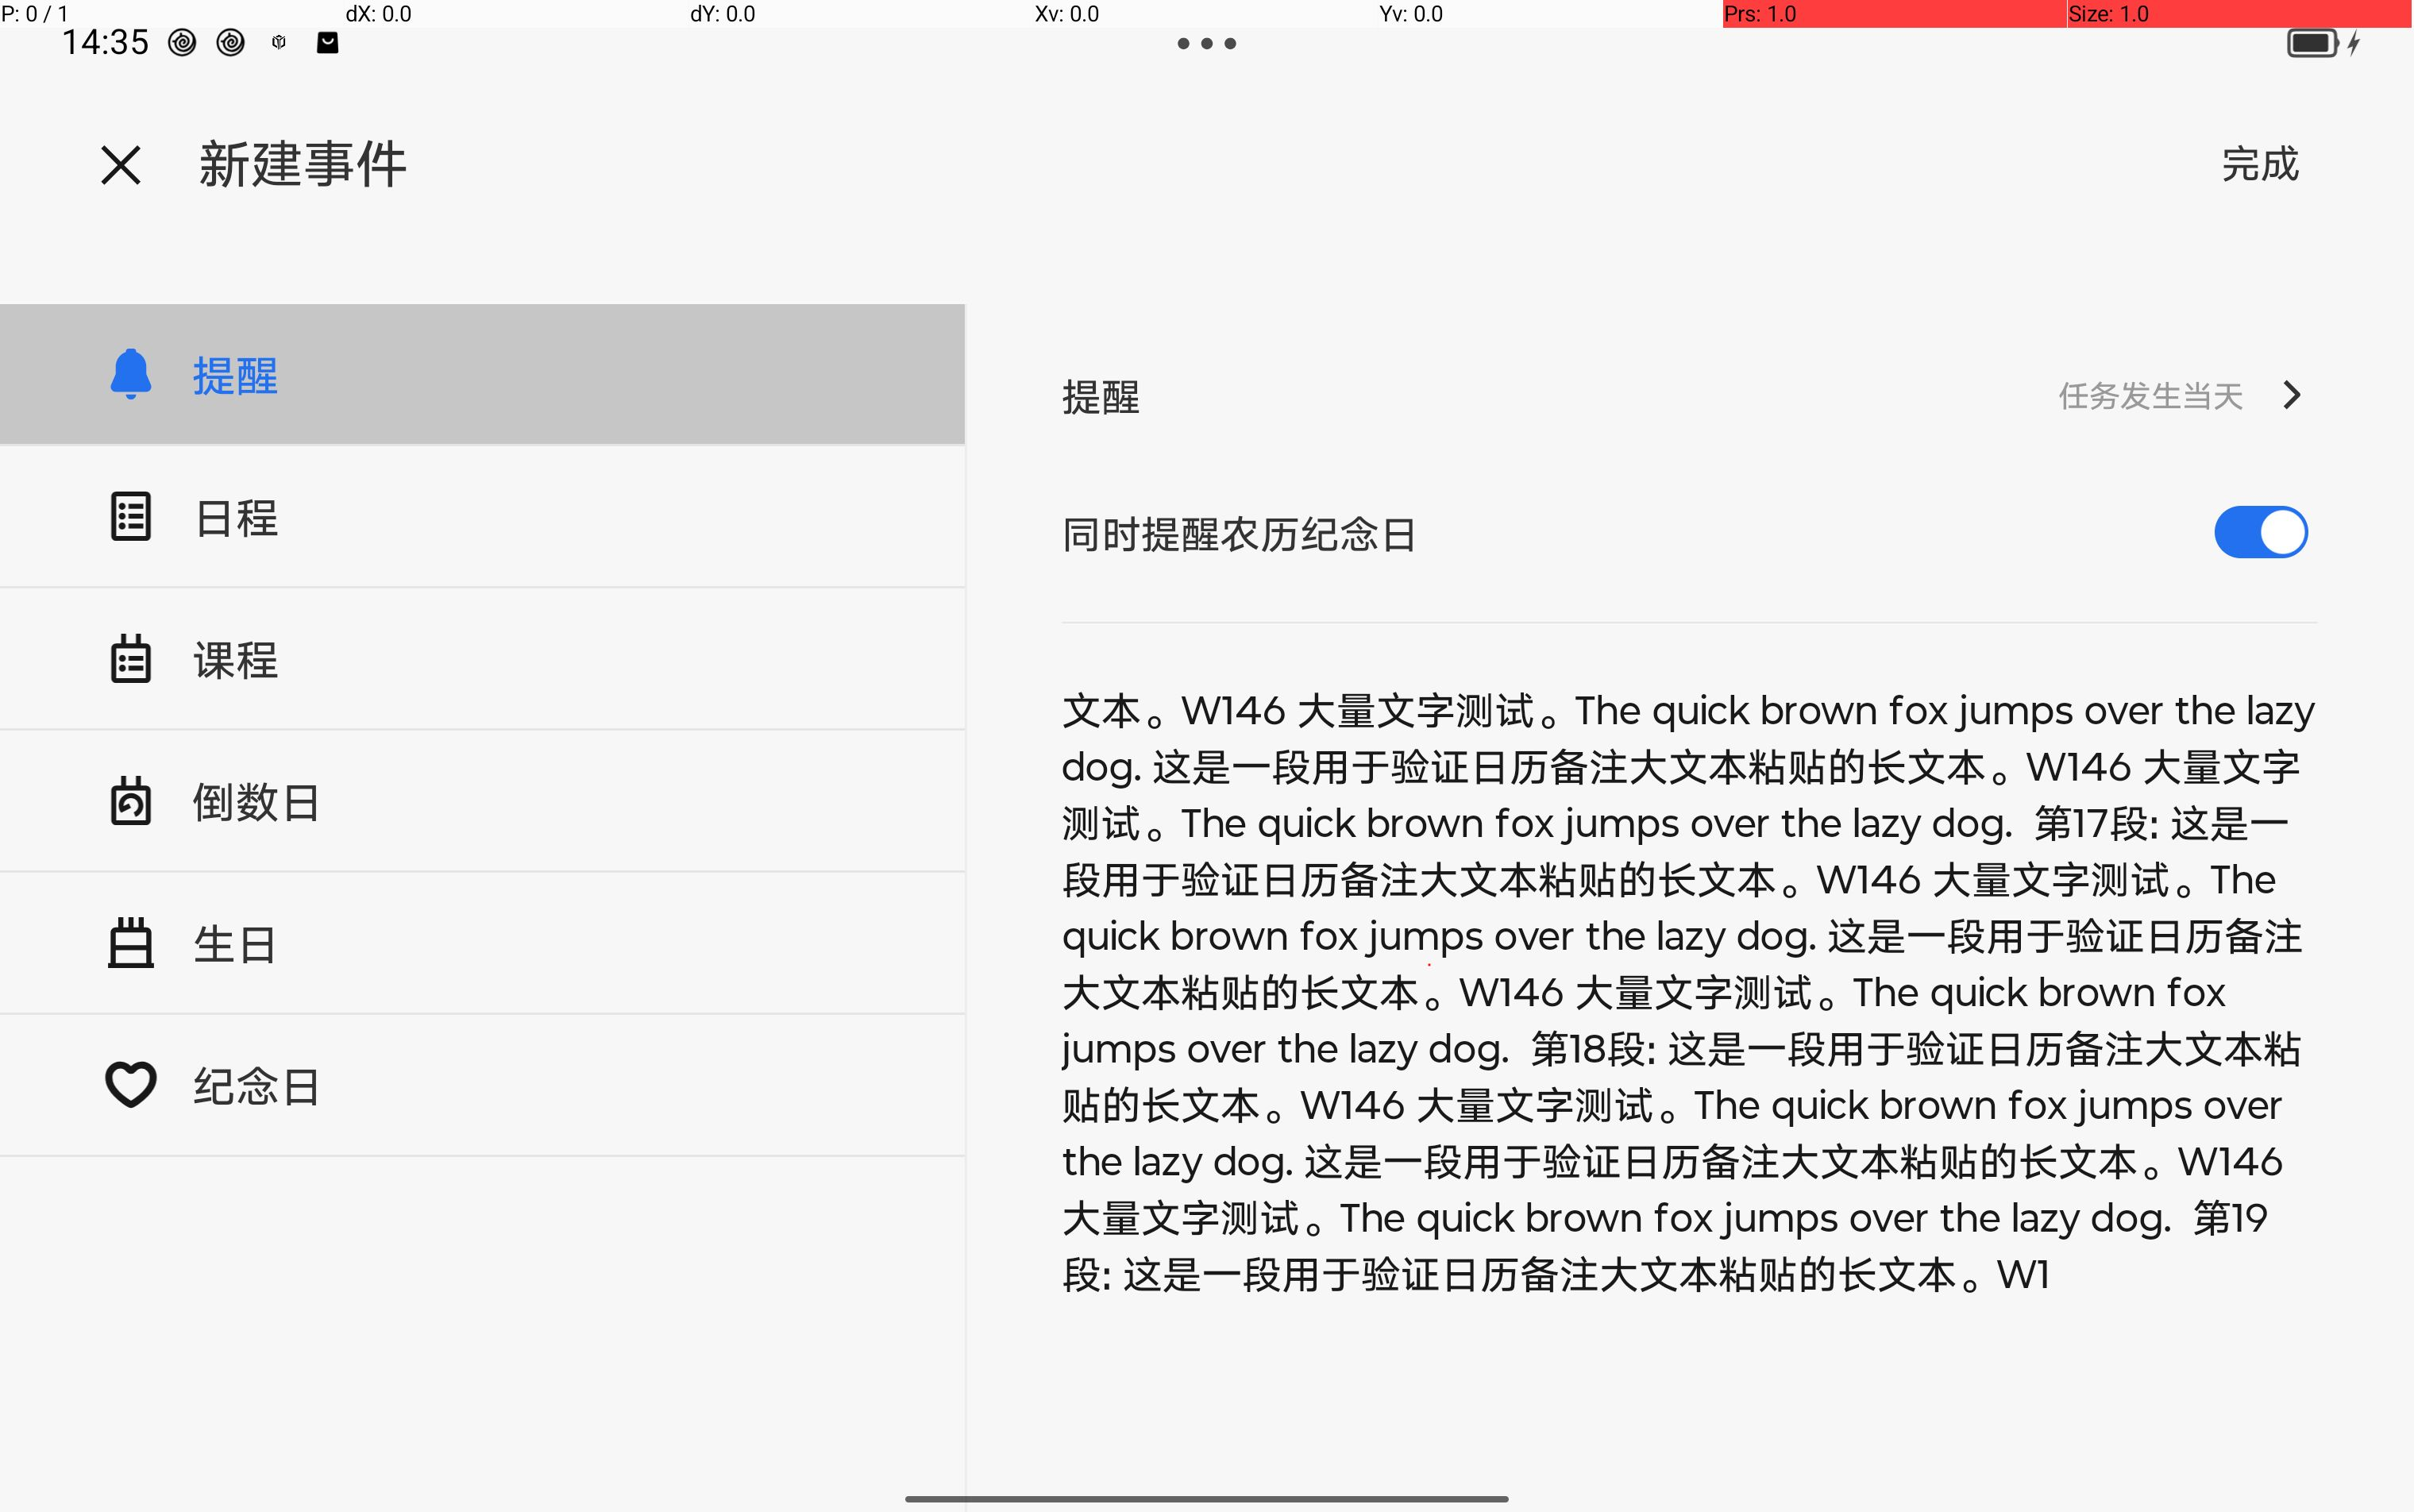 P: 0 / 1 dX: 0.0 dY: 0.0 Xv: 0.0 Yv: 0.0 Prs: 1.0 Size: 1.0
14:35
新建事件
完成
提醒
日程
课程
倒数日
生日
纪念日
提醒 任务发生当天
同时提醒农历纪念日
文本。W146 大量文字测试。The quick brown fox jumps over the lazy
dog. 这是一段用于验证日历备注大文本粘贴的长文本。W146 大量文字
测试。The quick brown fox jumps over the lazy dog.  第17段: 这是一
段用于验证日历备注大文本粘贴的长文本。W146 大量文字测试。The
quick brown fox jumps over the lazy dog. 这是一段用于验证日历备注
大文本粘贴的长文本。W146 大量文字测试。The quick brown fox
jumps over the lazy dog.  第18段: 这是一段用于验证日历备注大文本粘
贴的长文本。W146 大量文字测试。The quick brown fox jumps over
the lazy dog. 这是一段用于验证日历备注大文本粘贴的长文本。W146
大量文字测试。The quick brown fox jumps over the lazy dog.  第19
段: 这是一段用于验证日历备注大文本粘贴的长文本。W1